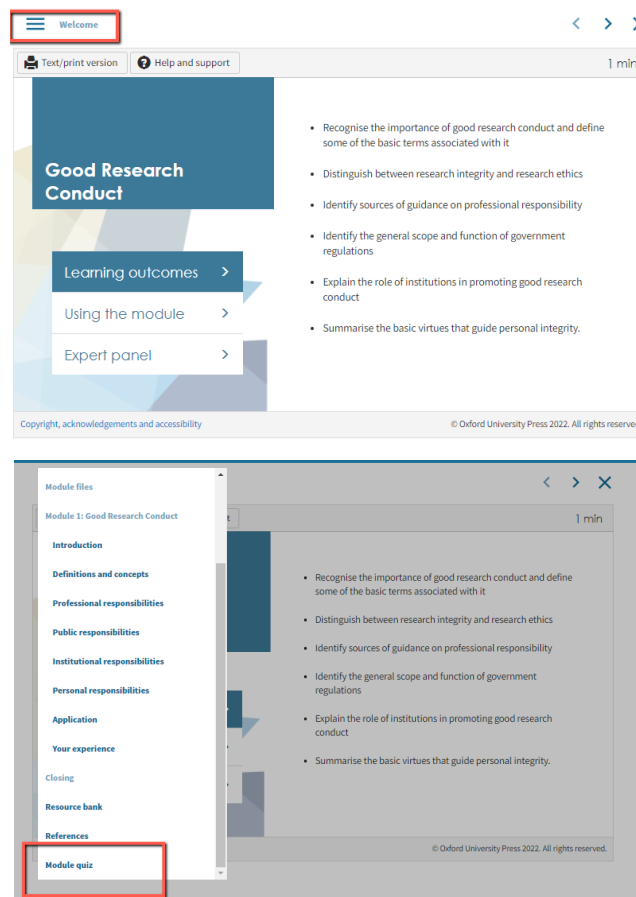 Welcome
Text/print version
Help and support
1 min
Good Research
Conduct
Learning outcomes
Using the module
Expert panel
Recognise the importance of good research conduct and define
some of the basic terms associated with it
Distinguish between research integrity and research ethics
Identify sources of guidance on professional responsibility
Identify the general scope and function of government
regulations
Explain the role of institutions in promoting good research
conduct
Summarise the basic virtues that guide personal integrity.
Copyright, acknowledgements and accessibility
© Oxford University Press 2022. All rights reserve
Module files
Module 1: Good Research Conduct
Introduction
Definitions and concepts
Professional responsibilities
Public responsibilities
Institutional responsibilities
Personal responsibilities
Application
Your experience
Closing
Resource bank
References
Module quiz
1 min
Recognise the importance of good research conduct and define
some of the basic terms associated with it
Distinguish between research integrity and research ethics
Identify sources of guidance on professional responsibility
Identify the general scope and function of government
regulations
Explain the role of institutions in promoting good research
conduct
Summarise the basic virtues that guide personal integrity.
© Oxford University Press 2022. All rights reserved.